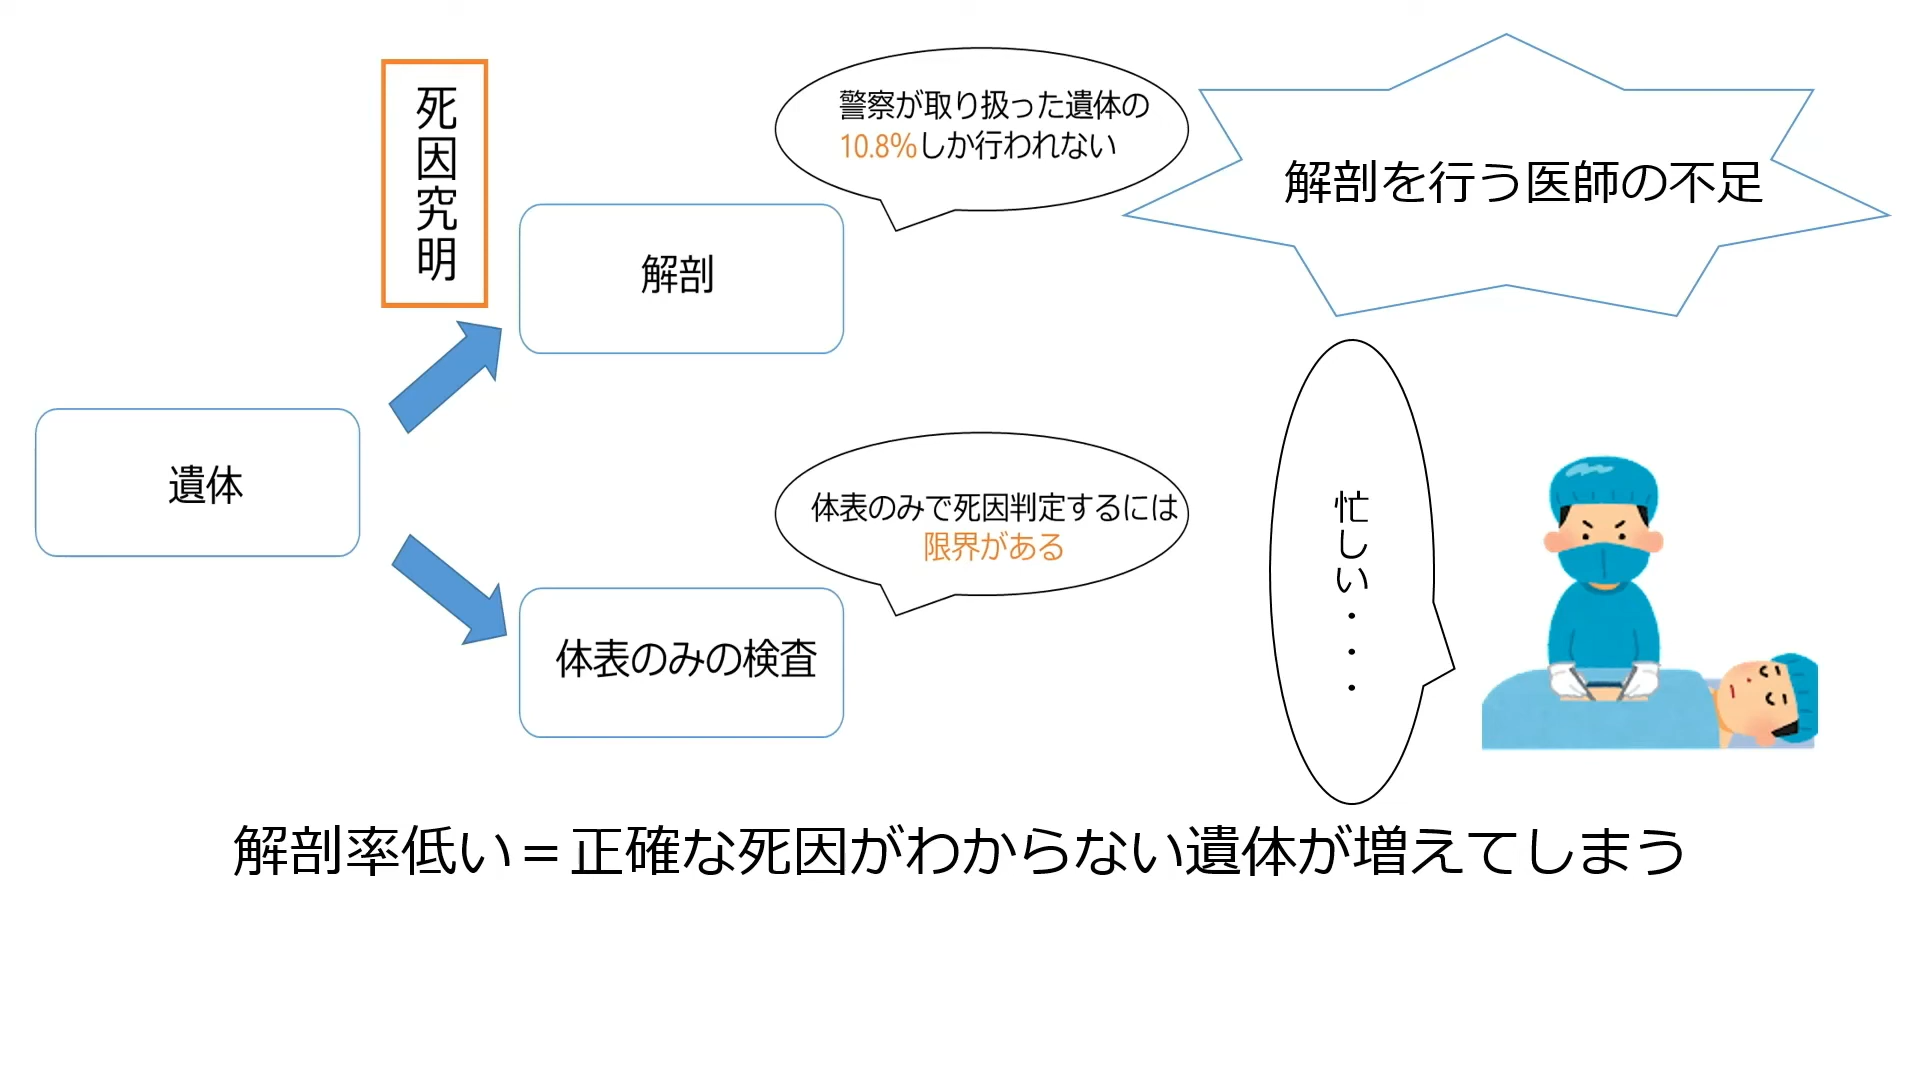 死因究明
警察が取り扱った遺体の
10.8%しか行われない
解剖を行う医師の不足
解剖
遺体
体表のみで死因判定するには
限界がある
忙しい・・・
体表のみの検査
解剖率低い＝正確な死因がわからない遺体が増えてしまう